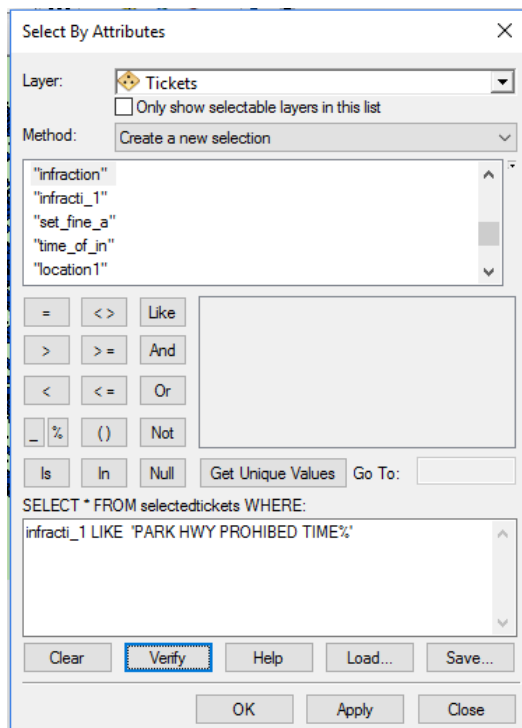 Select By Attributes
Layer: Tickets
Only show selectable layers in this list
Method: Create a new selection
"infraction"
"infracti_1"
"set_fine_a"
"time_of_in"
"location1"
= < > Like
> > = And
< < = Or
_ % () Not
Is In Null Get Unique Values Go To:
SELECT * FROM selectedtickets WHERE:
infracti_1 LIKE 'PARK HWY PROHIBED TIME%'
Clear Verify Help Load... Save...
OK Apply Close